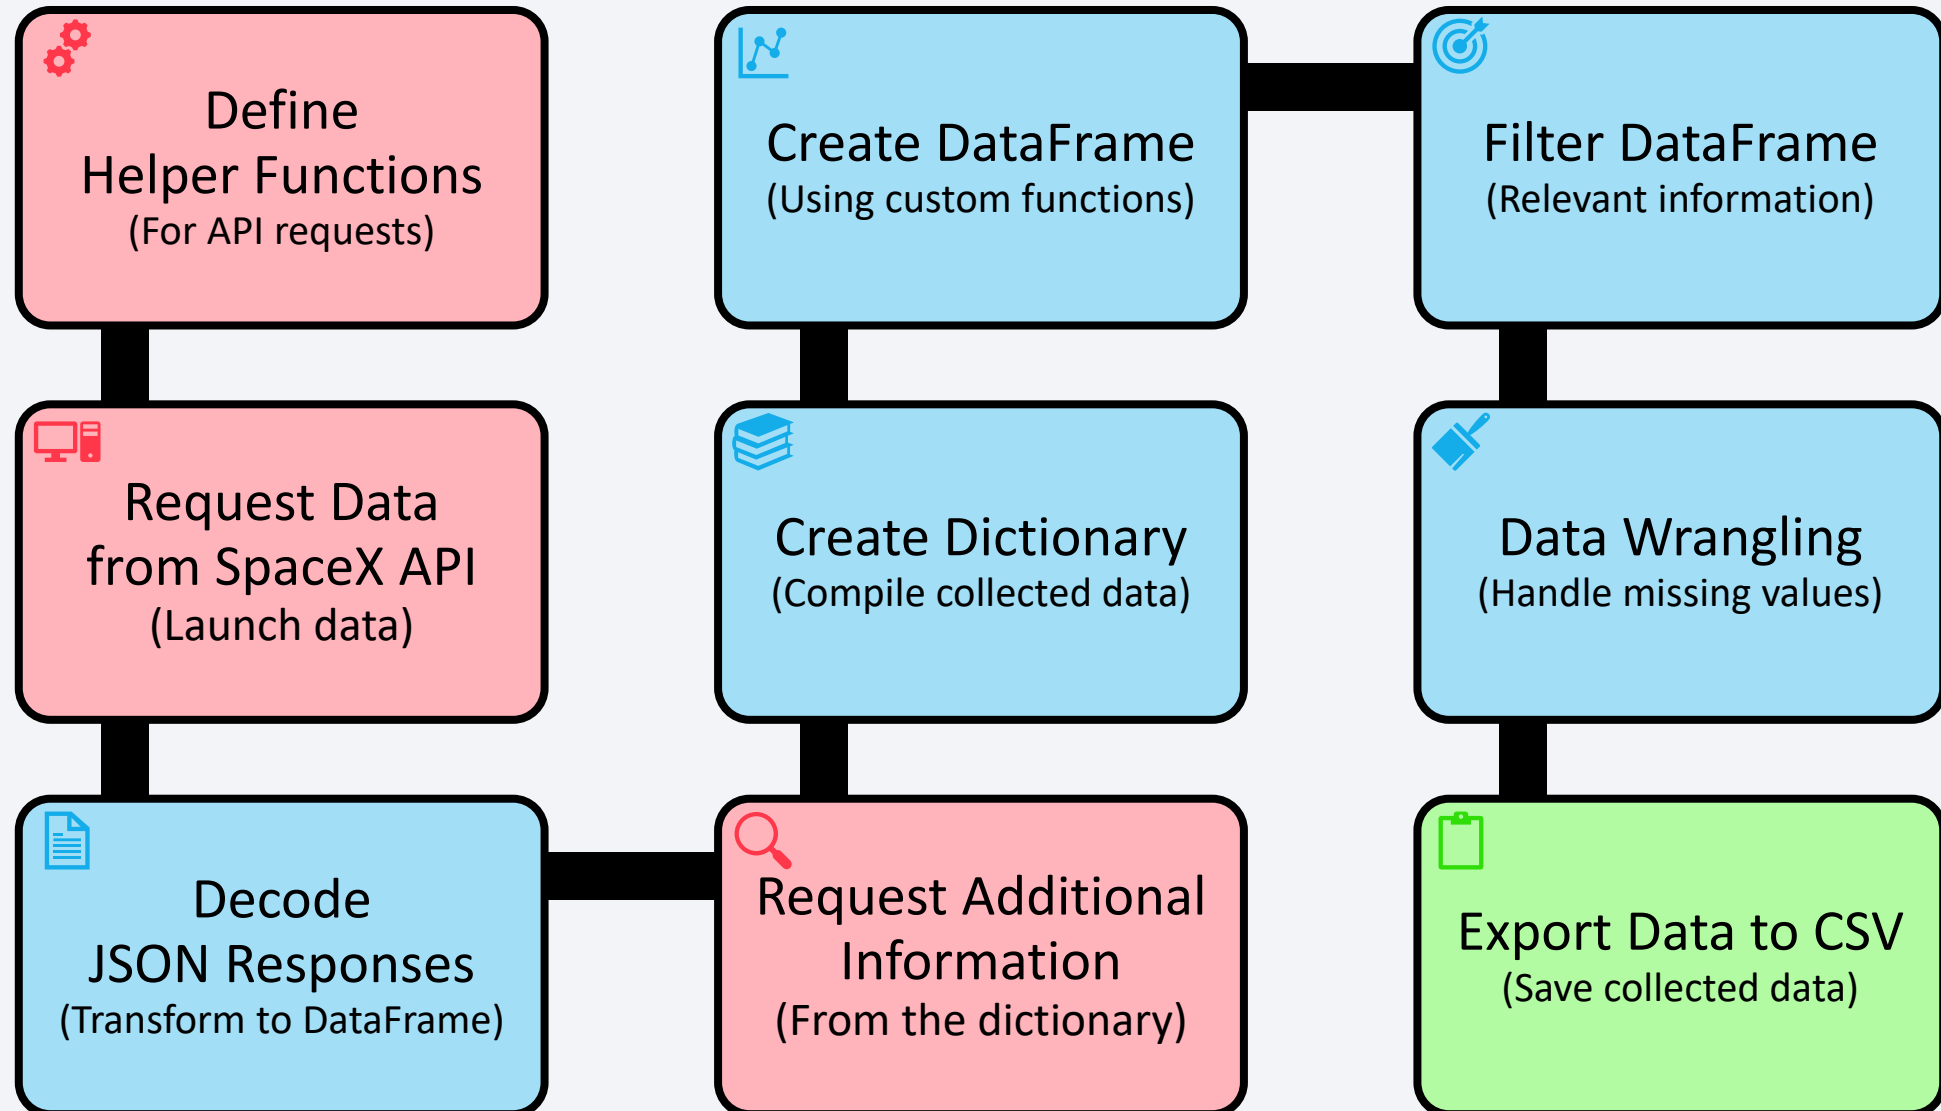 Define
Helper Functions
(For API requests)
Request Data
from SpaceX API
(Launch data)
Decode
JSON Responses
(Transform to DataFrame)
Request Additional
Information
(From the dictionary)
Create Dictionary
(Compile collected data)
Create DataFrame
(Using custom functions)
Filter DataFrame
(Relevant information)
Data Wrangling
(Handle missing values)
Export Data to CSV
(Save collected data)